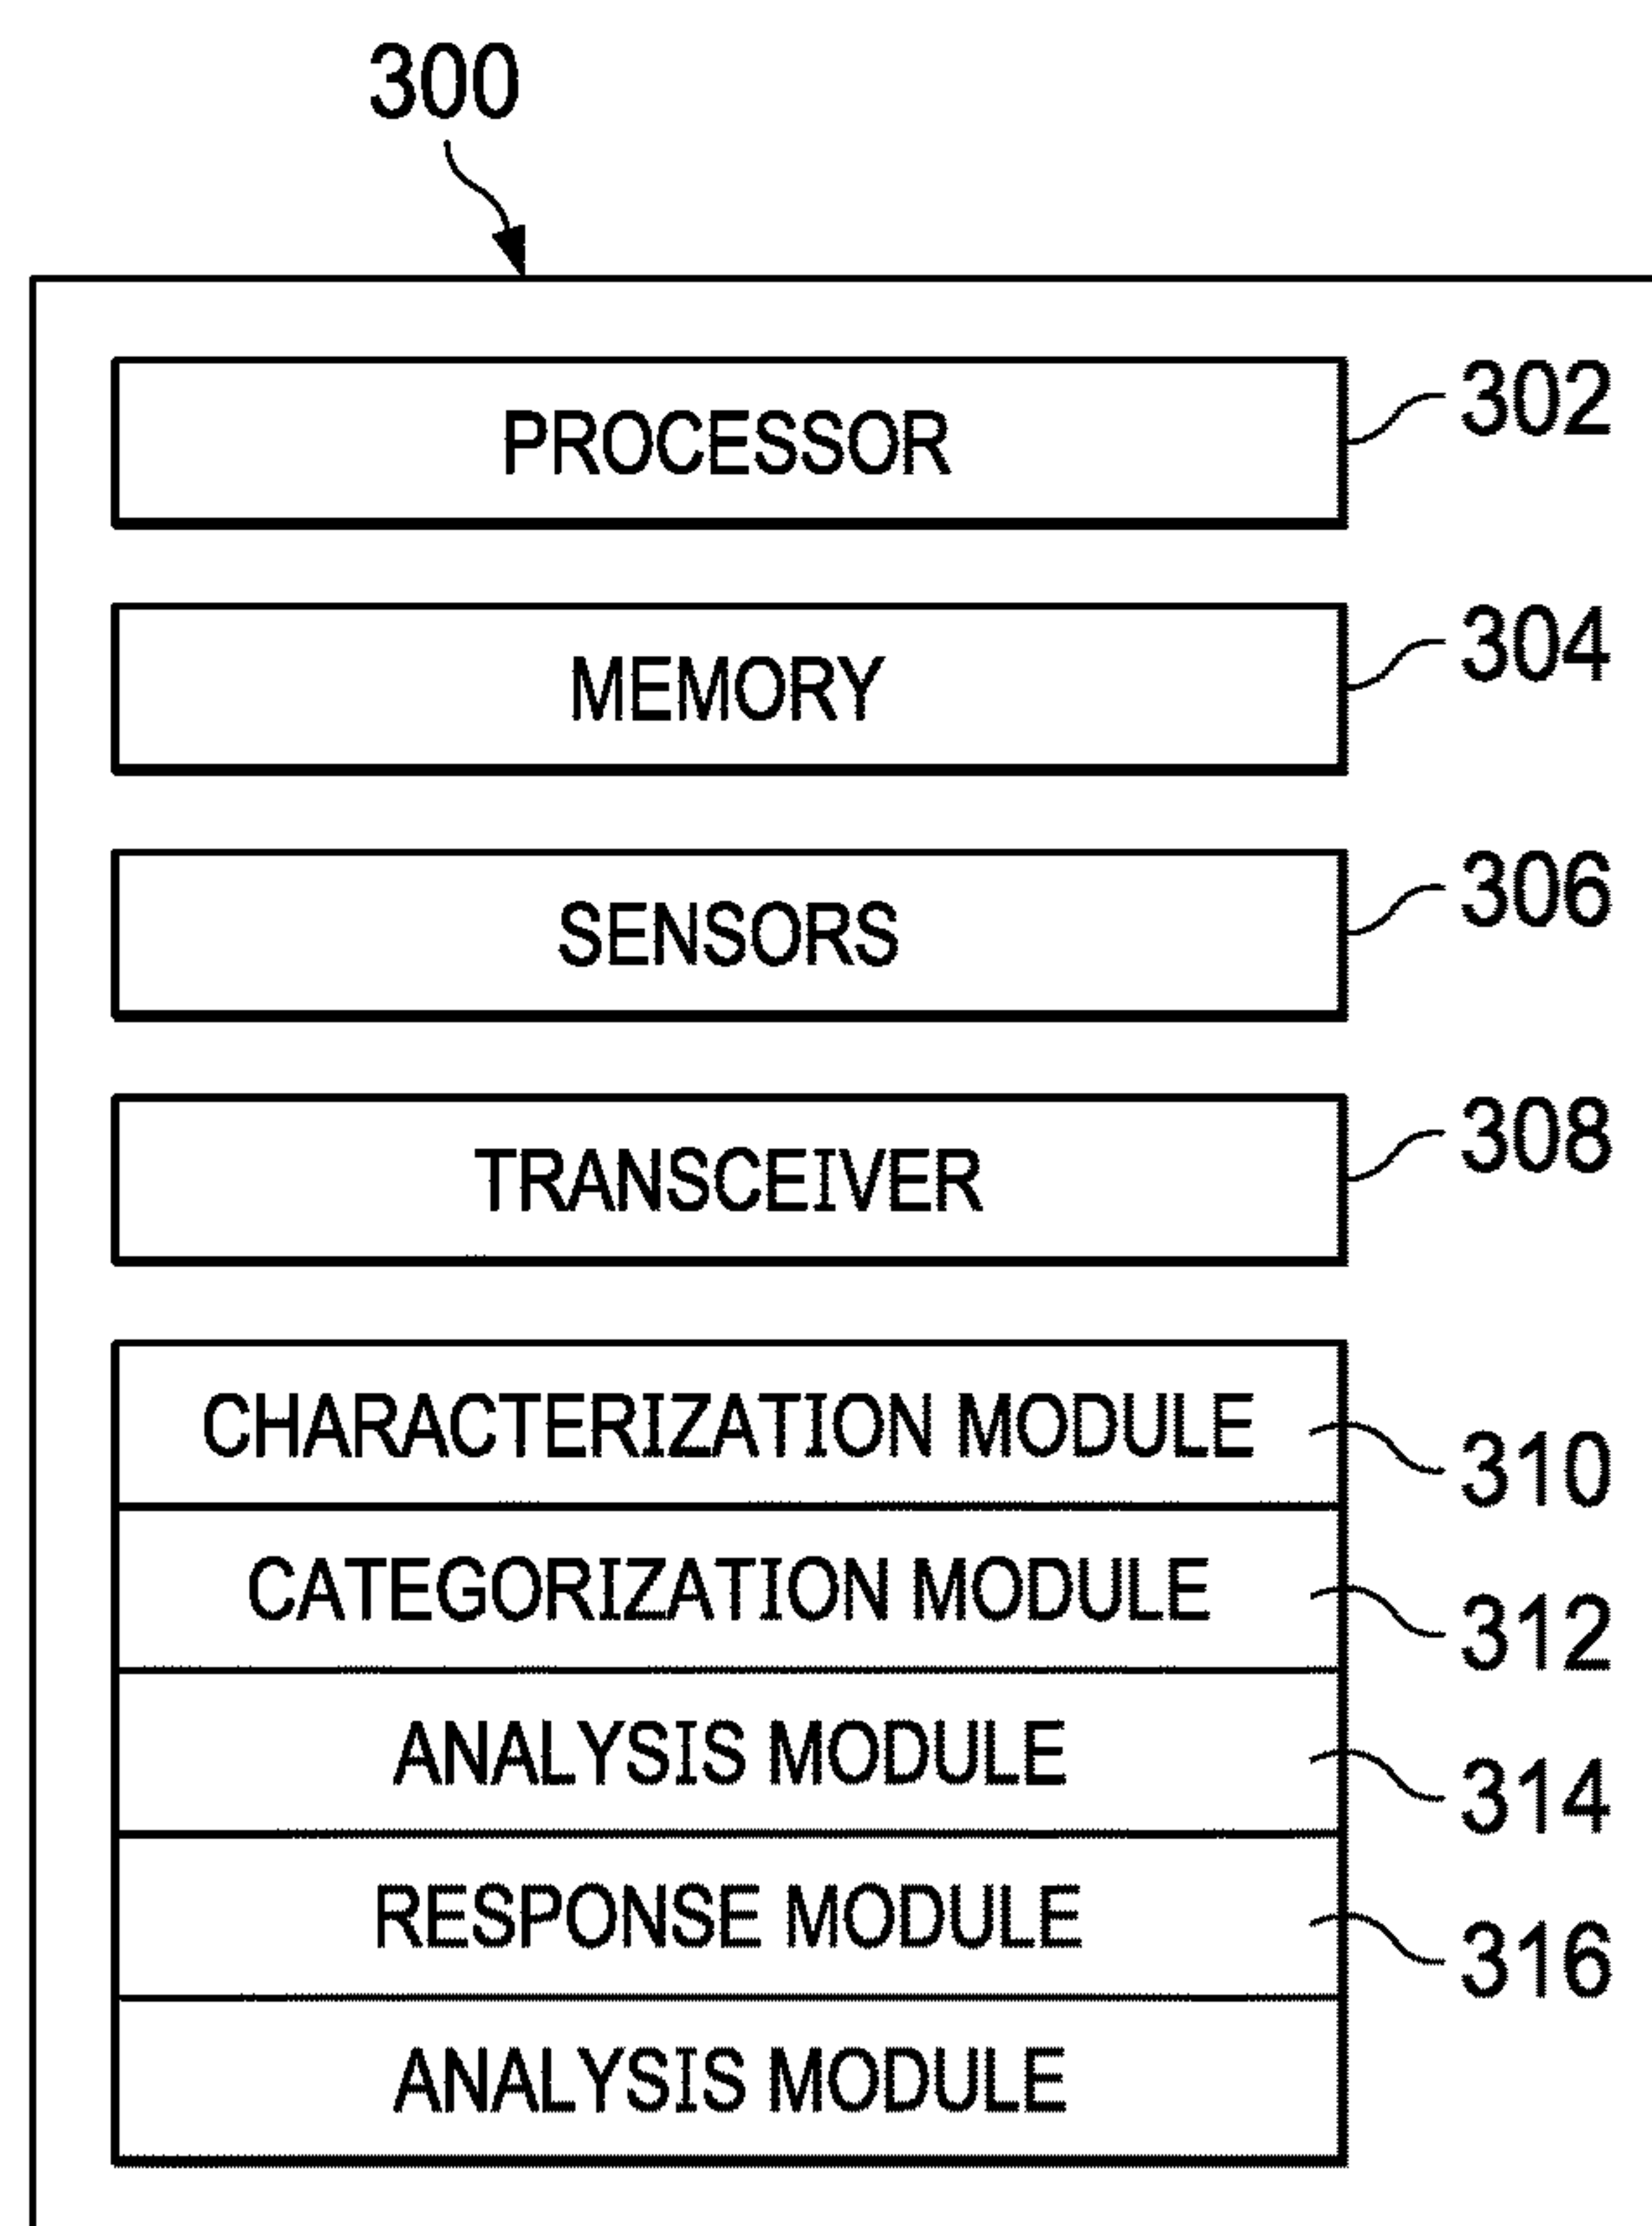 300
PROCESSOR 302
MEMORY 304
SENSORS 306
TRANSCEIVER 308
CHARACTERIZATION MODULE 310
CATEGORIZATION MODULE 312
ANALYSIS MODULE 314
RESPONSE MODULE 316
ANALYSIS MODULE